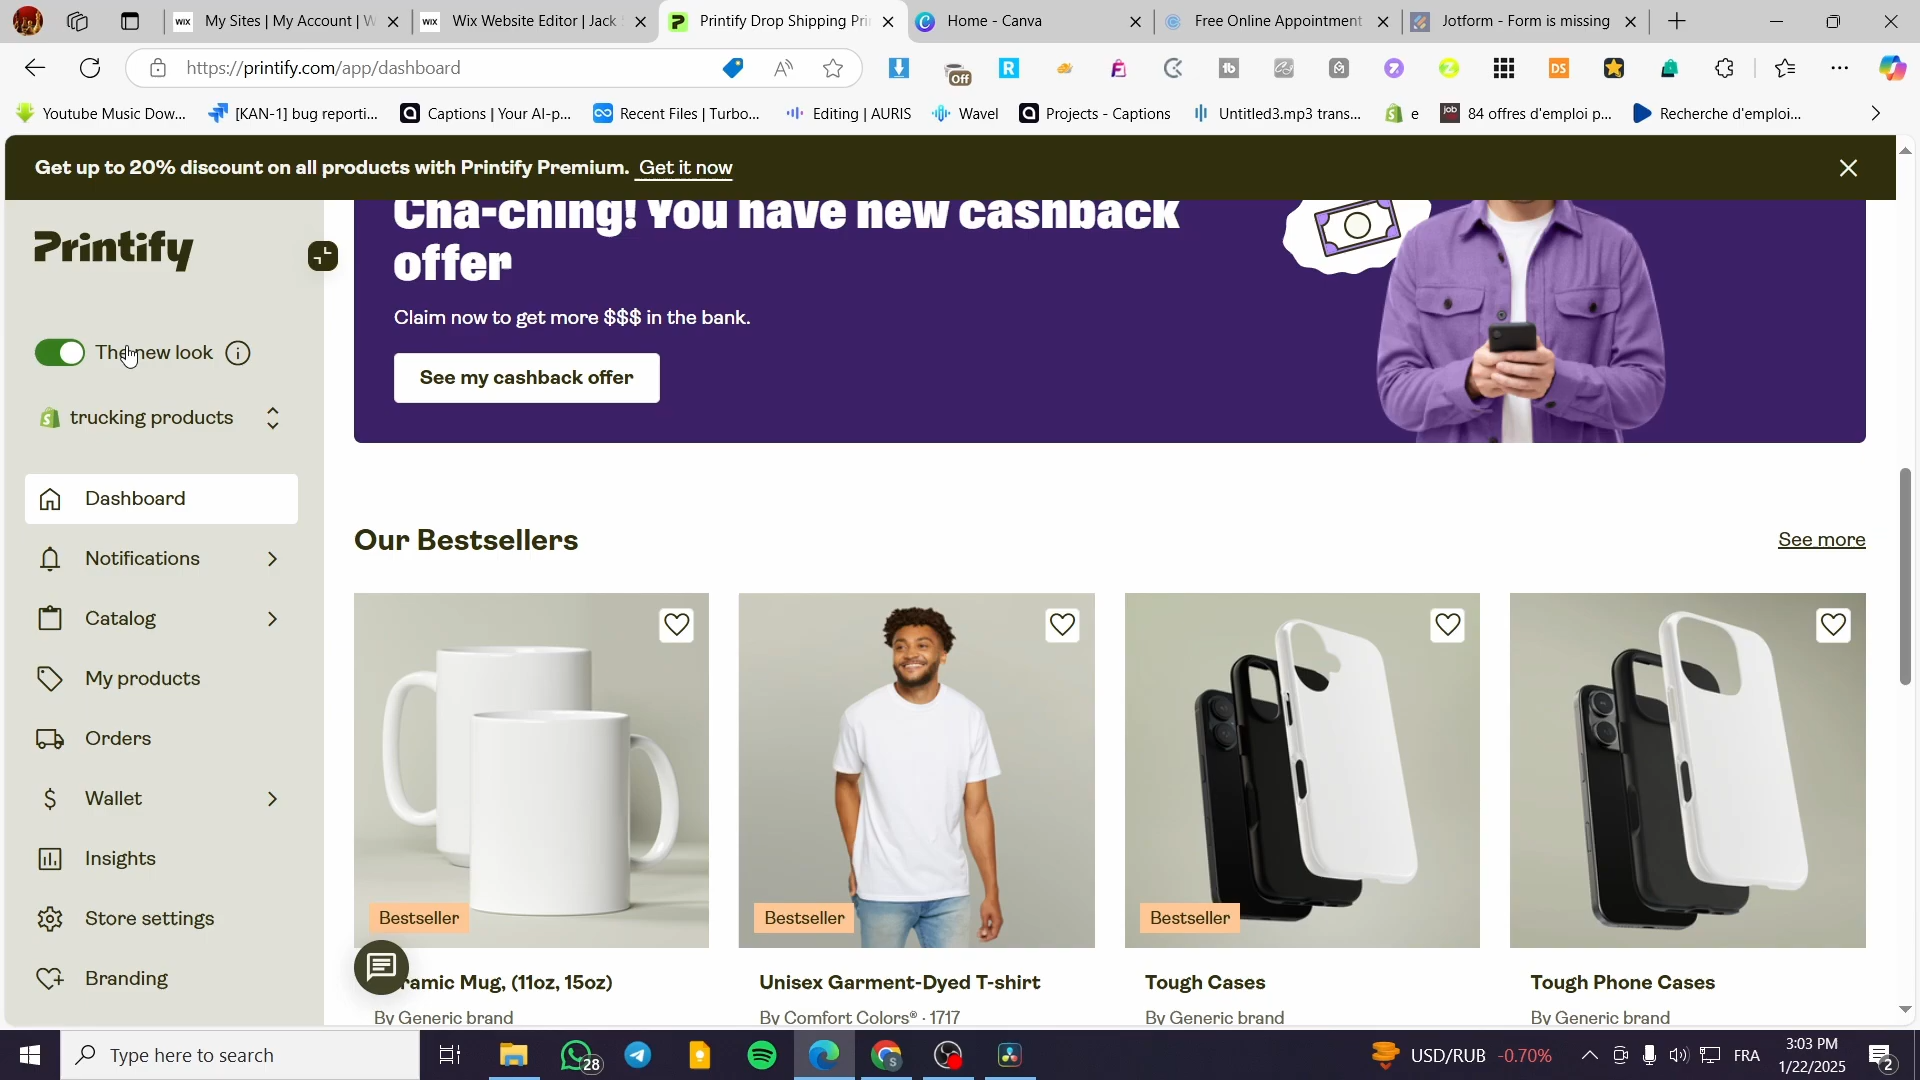 My Sites | My Account | W
Wix Website Editor | Jack
Printify Drop Shipping Pri
Home - Canva
Free Online Appointment
Jotform - Form is missing
https://printify.com/app/dashboard
Off
Youtube Music Dow...
[KAN-1] bug reporti...
Captions | Your AI-p...
Recent Files | Turbo...
Editing | AURIS
Wavel
Projects - Captions
Untitled3.mp3 trans...
e
84 offres d'emploi p...
Recherche d'emploi...
Get up to 20% discount on all products with Printify Premium. Get it now
Printify
The new look
trucking products
Dashboard
Notifications
Catalog
My products
Orders
Wallet
Insights
Store settings
Branding
Cha-ching! You have new cashback
offer
Claim now to get more $$$ in the bank.
See my cashback offer
Our Bestsellers
See more
Bestseller
Bestseller
Bestseller
ramic Mug, (11oz, 15oz)
By Generic brand
Unisex Garment-Dyed T-shirt
By Comfort Colors® · 1717
Tough Cases
By Generic brand
Tough Phone Cases
By Generic brand
Type here to search
28
USD/RUB -0.70%
FRA
3:03 PM
1/22/2025
2